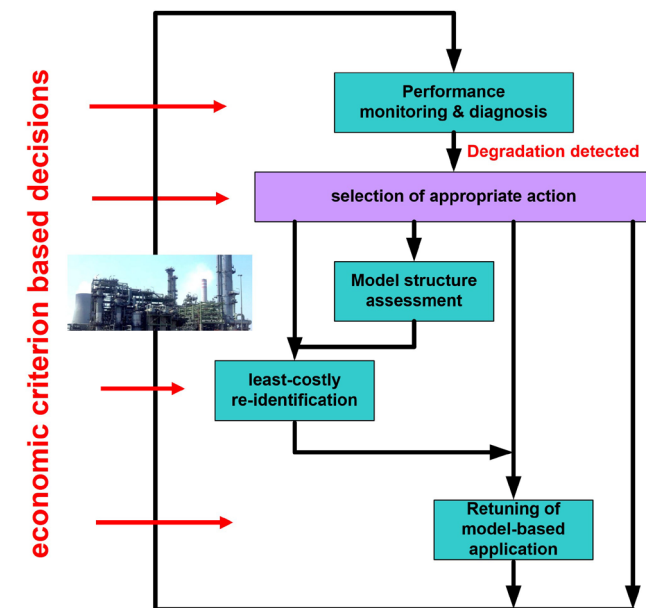 economic criterion based decisions
Performance
monitoring & diagnosis
Degradation detected
selection of appropriate action
Model structure
assessment
least-costly
re-identification
Retuning of
model-based
application